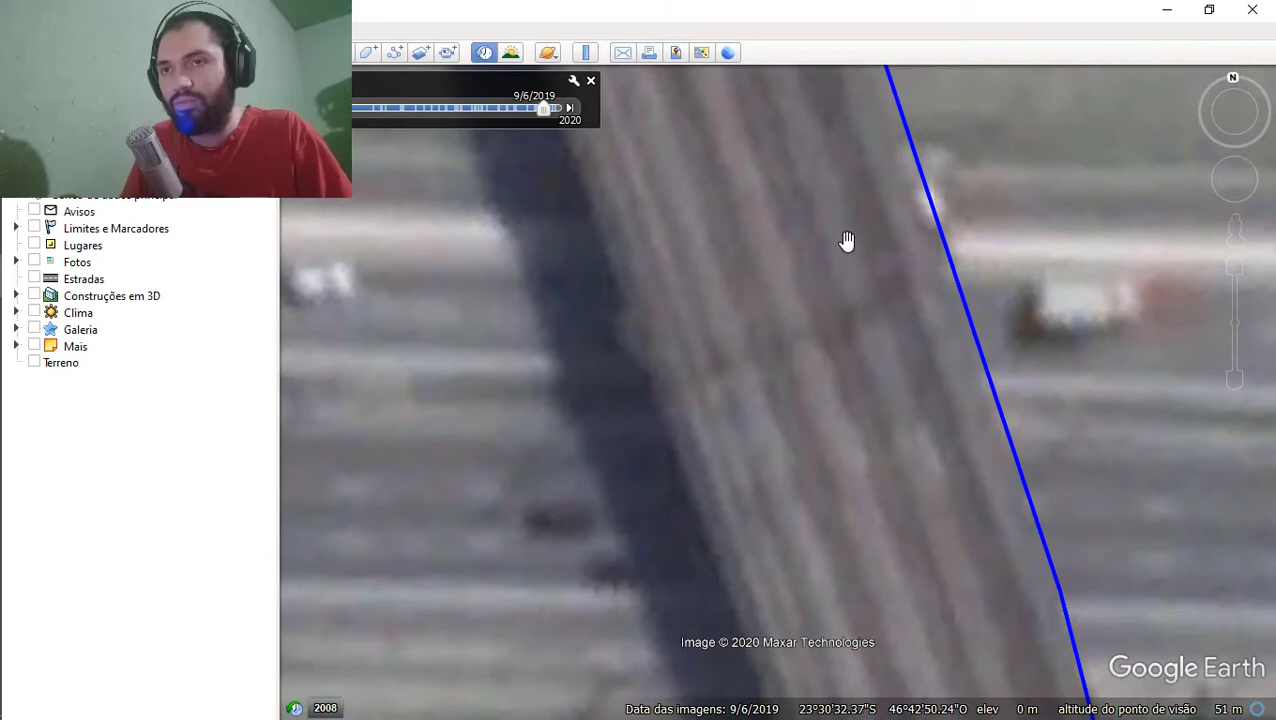 9/6/2019
2020
Avisos
Limites e Marcadores
Lugares
Fotos
Estradas
Construções em 3D
Clima
Galeria
Mais
Terreno
N
Image © 2020 Maxar Technologies
Google Earth
2008
Data das imagens: 9/6/2019 23°30'32.37"S 46°42'50.24"O elev 0 m altitude do ponto de visão 51 m